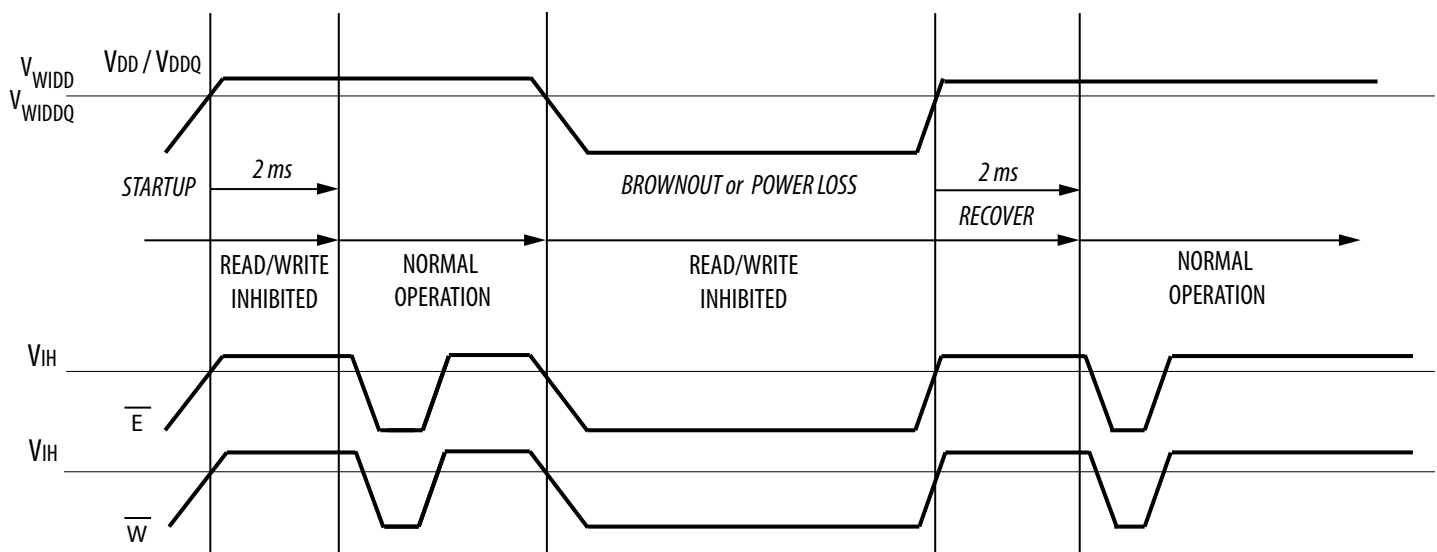 VWIDD
VDD / VDDQ
VWIDDQ
STARTUP
2 ms
BROWNOUT or POWER LOSS
2 ms
RECOVER
READ/WRITE
INHIBITED
NORMAL
OPERATION
READ/WRITE
INHIBITED
NORMAL
OPERATION
VIH
E
VIH
W